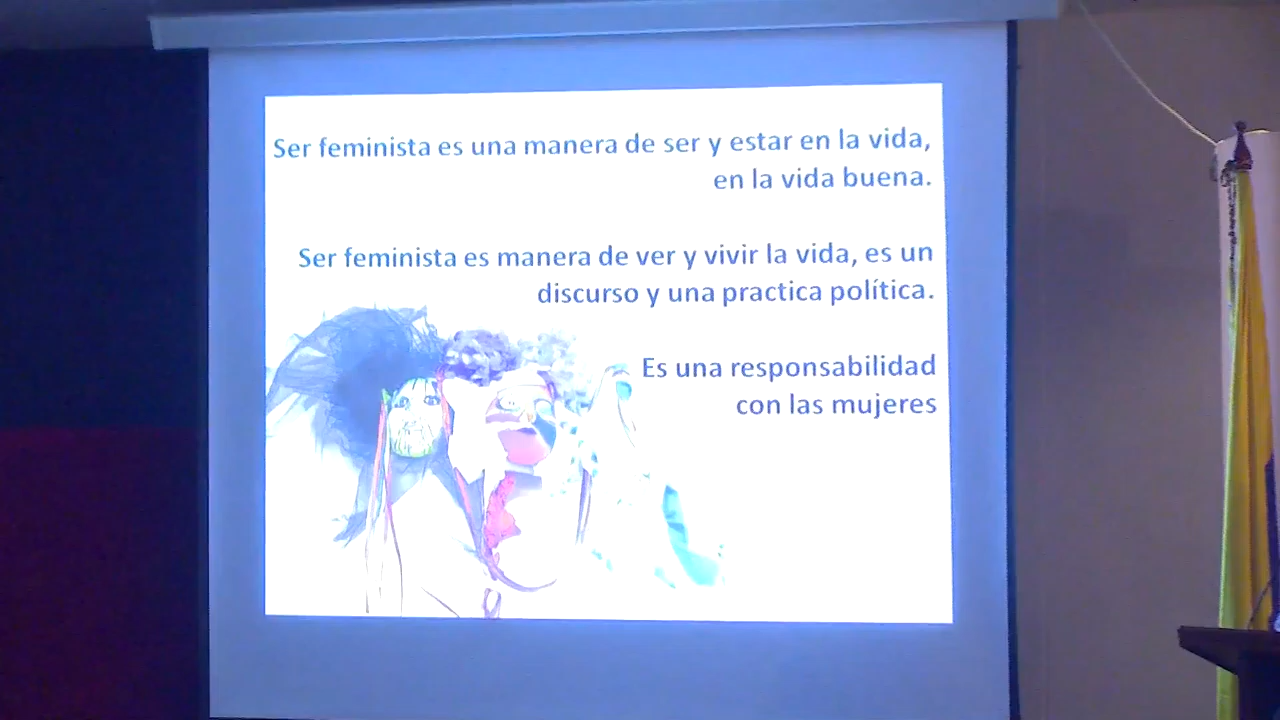 Ser feminista es una manera de ser y estar en la vida,
en la vida buena.
Ser feminista es manera de ver y vivir la vida, es un
discurso y una practica política.
Es una responsabilidad
con las mujeres